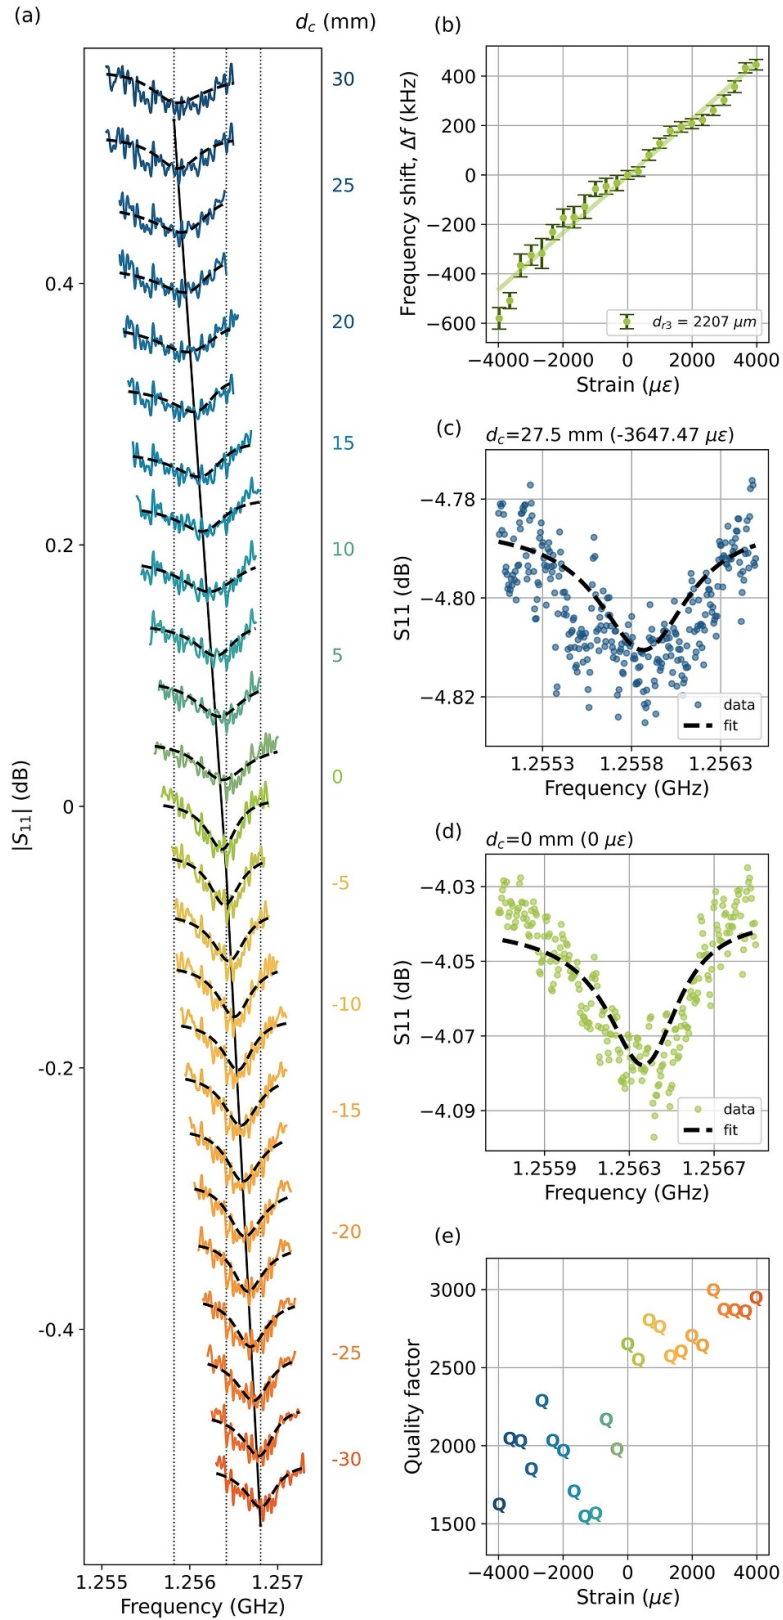 (a)
d_c (mm)
30
25
20
15
10
5
0
-5
-10
-15
-20
-25
-30
|S₁₁| (dB)
0.4
0.2
0
-0.2
-0.4
1.255
1.256
1.257
Frequency (GHz)
(b)
Frequency shift, Δf (kHz)
400
200
0
−200
−400
−600
d_r3 = 2207 μm
−4000
−2000
0
2000
4000
Strain (με)
(c)
d_c=27.5 mm (-3647.47 με)
S11 (dB)
−4.78
−4.80
−4.82
data
fit
1.2553
1.2558
1.2563
Frequency (GHz)
(d)
d_c=0 mm (0 με)
S11 (dB)
−4.03
−4.05
−4.07
−4.09
data
fit
1.2559
1.2563
1.2567
Frequency (GHz)
(e)
Quality factor
3000
2500
2000
1500
Q Q Q Q Q Q Q Q Q Q Q Q Q Q Q Q Q Q Q Q Q Q Q Q
−4000
−2000
0
2000
4000
Strain (με)